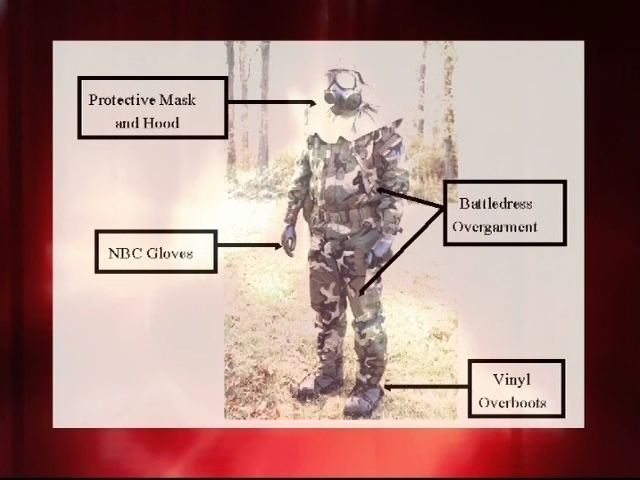 Protective Mask
and Hood
Battledress
Overgarment
NBC Gloves
Vinyl
Overboots